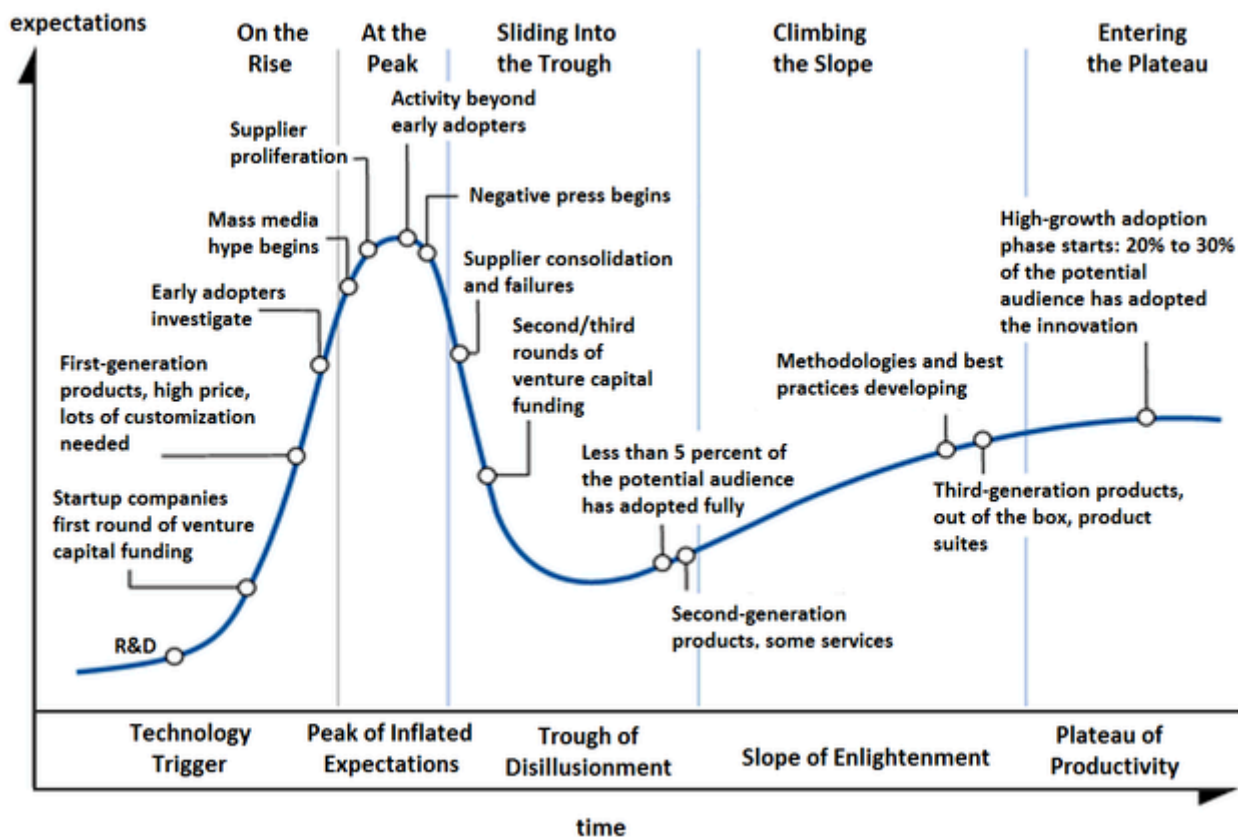 expectations
On the
Rise
At the
Peak
Sliding Into
the Trough
Climbing
the Slope
Entering
the Plateau
Activity beyond
early adopters
Supplier
proliferation
Negative press begins
Mass media
hype begins
High-growth adoption
phase starts: 20% to 30%
of the potential
audience has adopted
the innovation
Supplier consolidation
and failures
Early adopters
investigate
Second/third
rounds of
venture capital
funding
First-generation
products, high price,
lots of customization
needed
Methodologies and best
practices developing
Less than 5 percent of
the potential audience
has adopted fully
Startup companies
first round of venture
capital funding
Third-generation products,
out of the box, product
suites
Second-generation
products, some services
R&D
Technology
Trigger
Peak of Inflated
Expectations
Trough of
Disillusionment
Slope of Enlightenment
Plateau of
Productivity
time